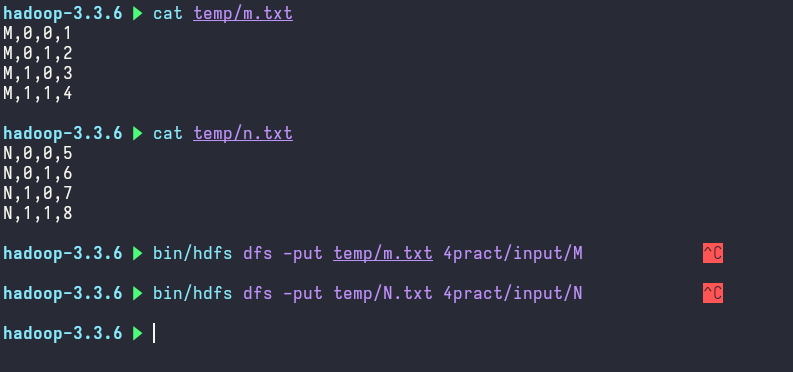 hadoop-3.3.6 ▶ cat temp/m.txt
M,0,0,1
M,0,1,2
M,1,0,3
M,1,1,4
hadoop-3.3.6 ▶ cat temp/n.txt
N,0,0,5
N,0,1,6
N,1,0,7
N,1,1,8
hadoop-3.3.6 ▶ bin/hdfs dfs -put temp/m.txt 4pract/input/M ^C
hadoop-3.3.6 ▶ bin/hdfs dfs -put temp/N.txt 4pract/input/N ^C
hadoop-3.3.6 ▶